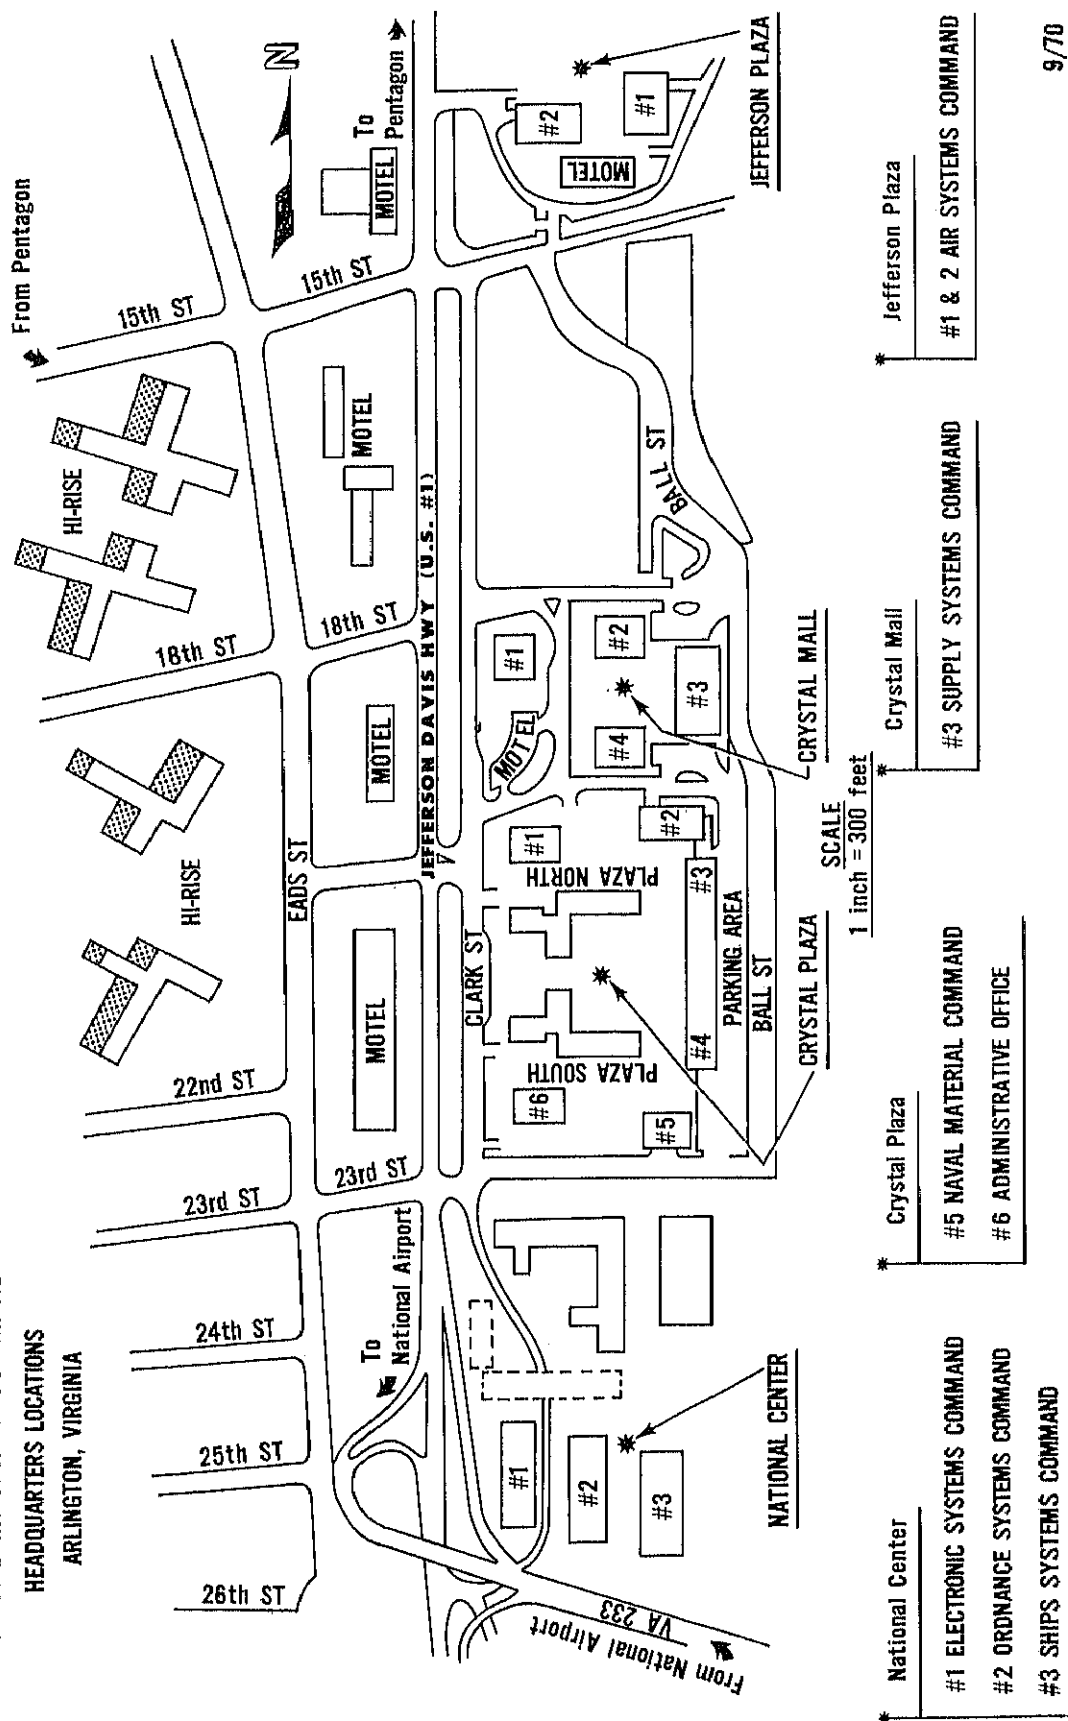 HEADQUARTERS LOCATIONS
ARLINGTON, VIRGINIA
From Pentagon
N
15th ST
15th ST
To
Pentagon
MOTEL
HI-RISE
18th ST
18th ST
MOTEL
HI-RISE
EADS ST
MOTEL
22nd ST
MOTEL
23rd ST
23rd ST
24th ST
25th ST
26th ST
To
National Airport
JEFFERSON DAVIS HWY (U.S. #1)
CLARK ST
#2
#1
MOTEL
JEFFERSON PLAZA
BALL ST
#1
MOTEL
#2
#4
#3
CRYSTAL MALL
#1
#2
PLAZA NORTH
#3
PLAZA SOUTH
#4
#6
#5
PARKING AREA
BALL ST
CRYSTAL PLAZA
#1
#2
#3
NATIONAL CENTER
VA 233
From National Airport
SCALE
1 inch = 300 feet
National Center
#1 ELECTRONIC SYSTEMS COMMAND
#2 ORDNANCE SYSTEMS COMMAND
#3 SHIPS SYSTEMS COMMAND
Crystal Plaza
#5 NAVAL MATERIAL COMMAND
#6 ADMINISTRATIVE OFFICE
Crystal Mall
#3 SUPPLY SYSTEMS COMMAND
Jefferson Plaza
#1 & 2 AIR SYSTEMS COMMAND
9/70